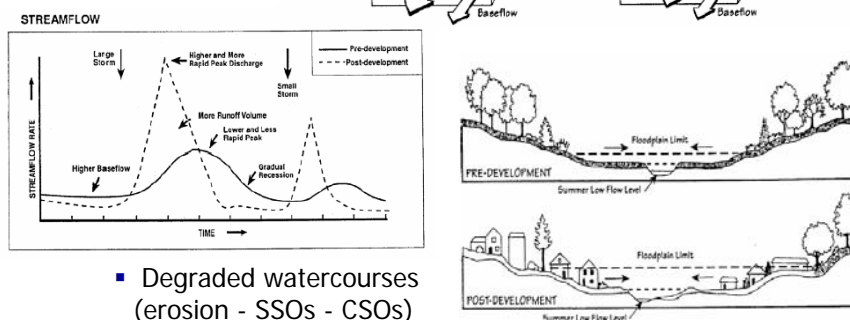 Baseflow
Baseflow
STREAMFLOW
Large
Storm
Higher and More
Rapid Peak Discharge
Pre-development
Post-development
Small
Storm
More Runoff Volume
Lower and Less
Rapid Peak
Higher Baseflow
Gradual
Recession
STREAMFLOW RATE
TIME
Floodplain Limit
PRE-DEVELOPMENT
Summer Low Flow Level
Floodplain Limit
POST-DEVELOPMENT
Summer Low Flow Level
▪ Degraded watercourses
(erosion - SSOs - CSOs)